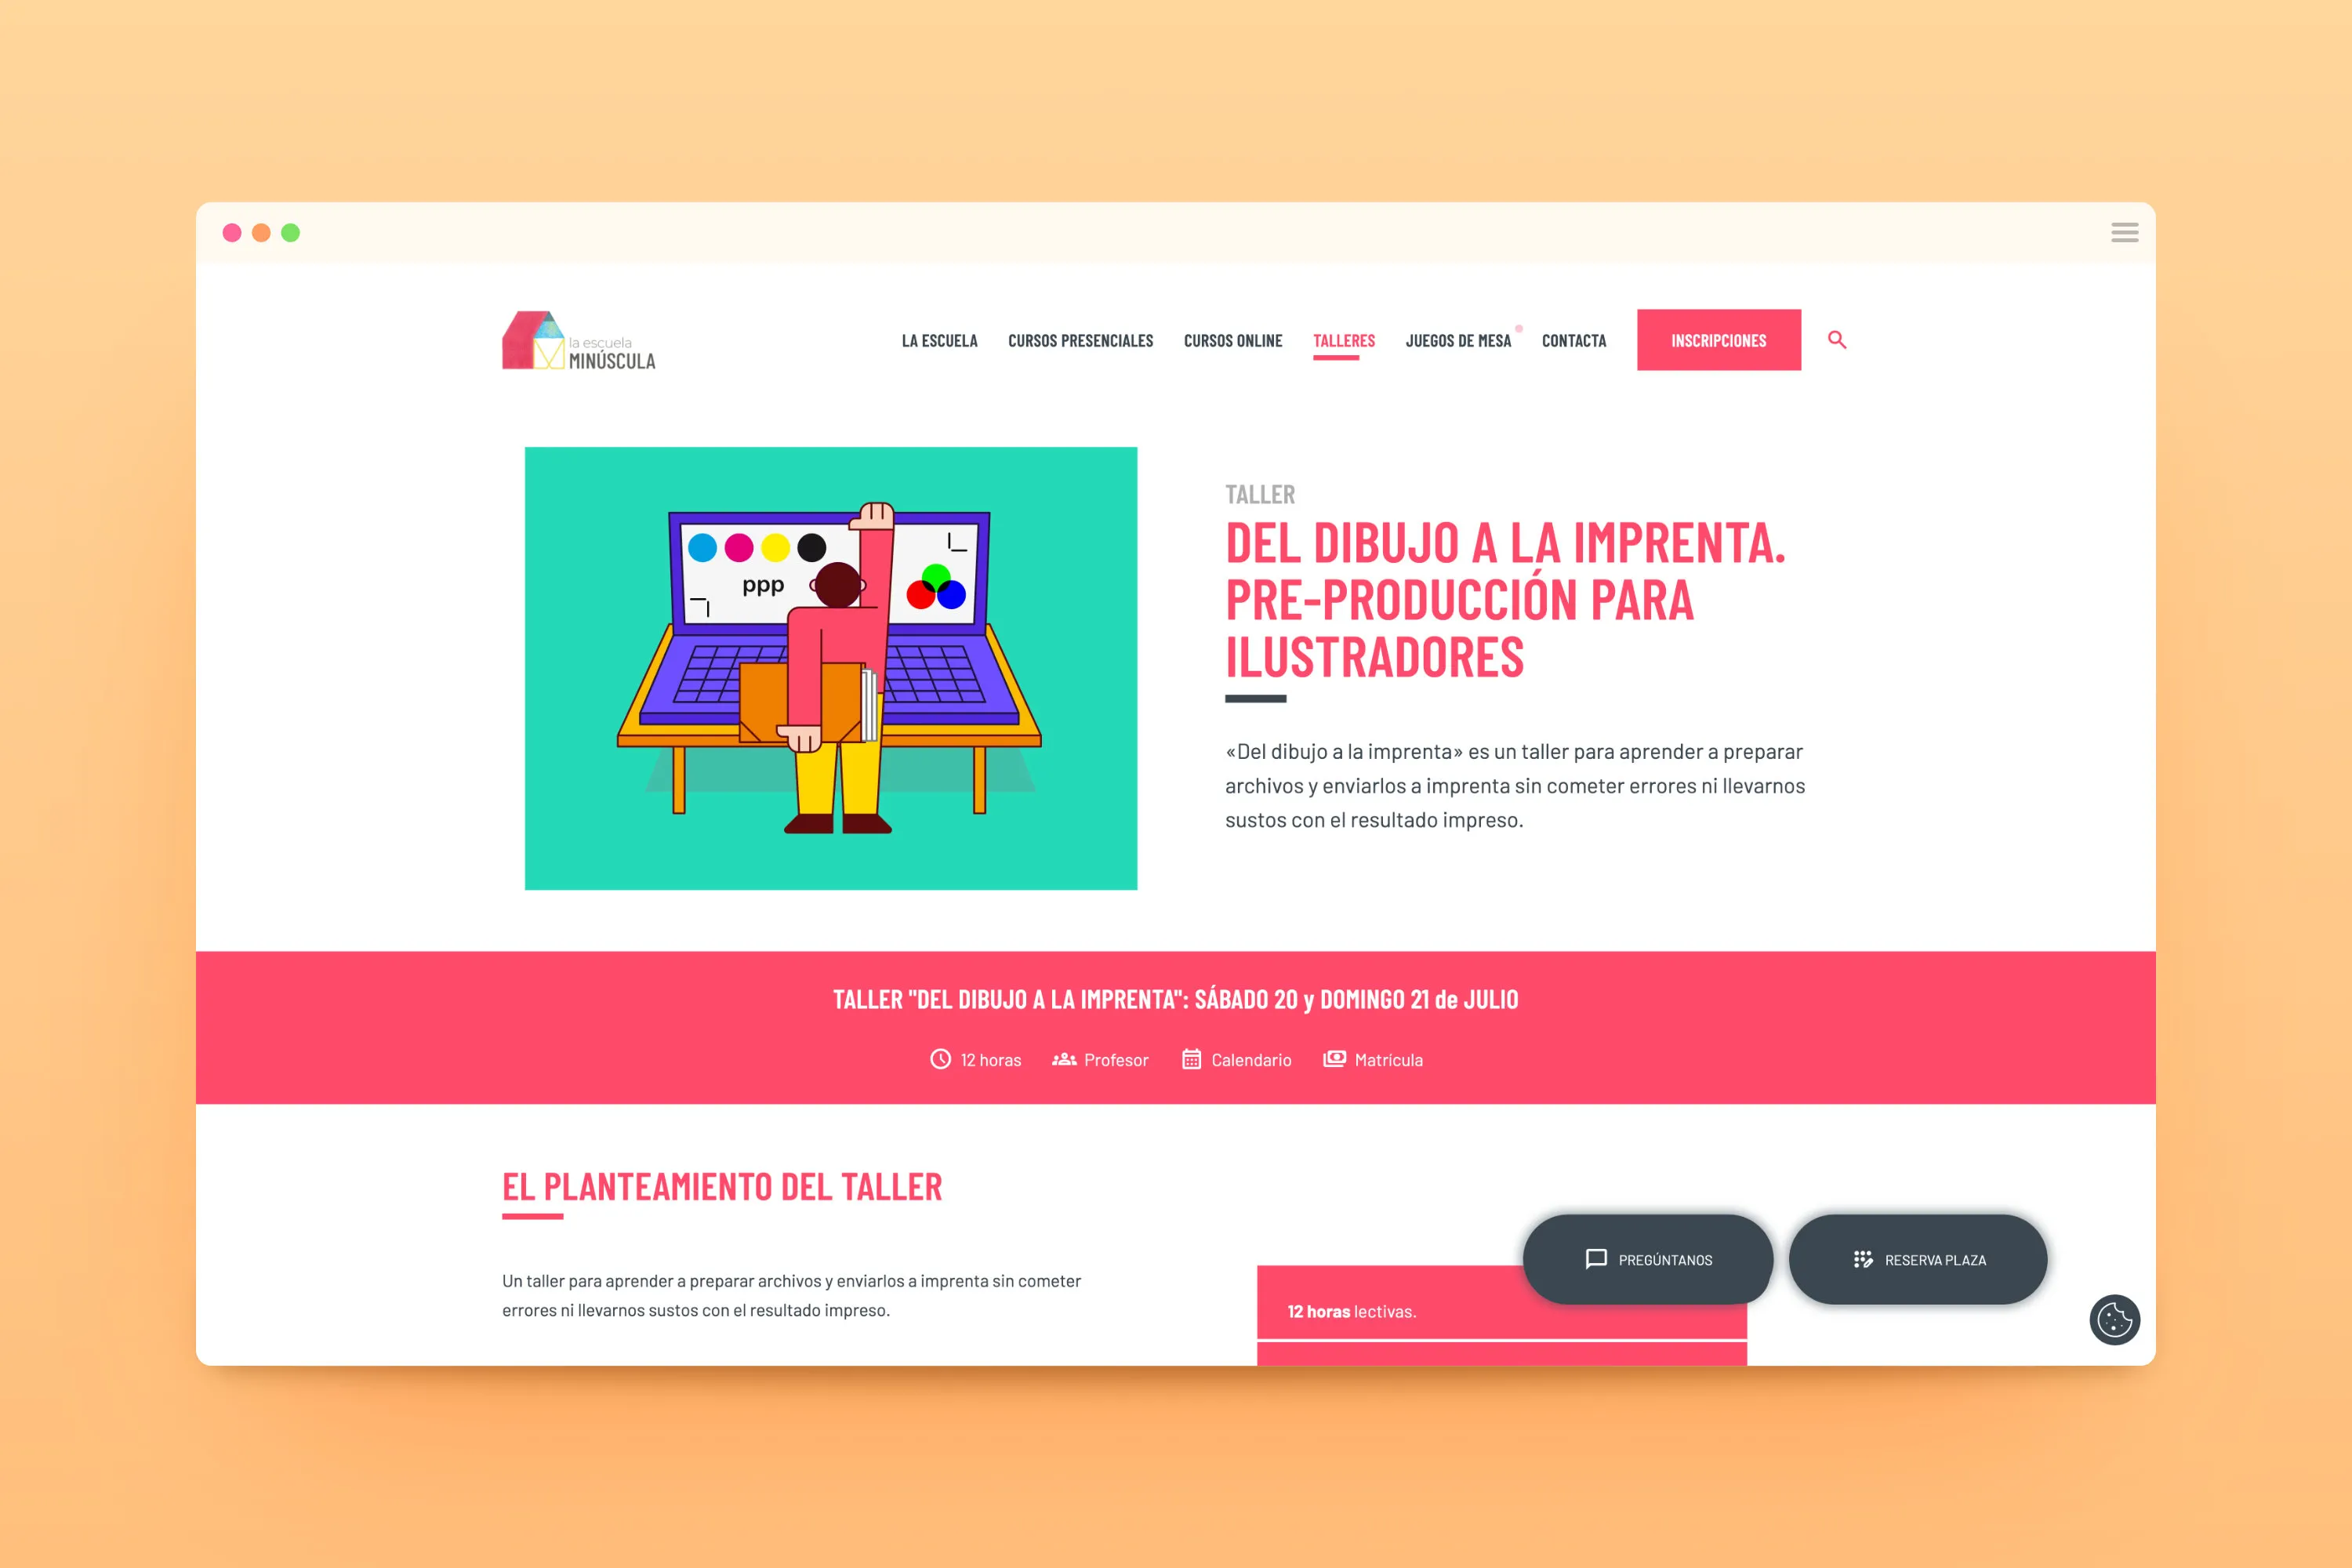 la escuela
MINÚSCULA
LA ESCUELA CURSOS PRESENCIALES CURSOS ONLINE TALLERES JUEGOS DE MESA CONTACTA INSCRIPCIONES
ppp
TALLER
DEL DIBUJO A LA IMPRENTA.
PRE-PRODUCCIÓN PARA
ILUSTRADORES
«Del dibujo a la imprenta» es un taller para aprender a preparar
archivos y enviarlos a imprenta sin cometer errores ni llevarnos
sustos con el resultado impreso.
TALLER "DEL DIBUJO A LA IMPRENTA": SÁBADO 20 y DOMINGO 21 de JULIO
12 horas Profesor Calendario Matrícula
EL PLANTEAMIENTO DEL TALLER
Un taller para aprender a preparar archivos y enviarlos a imprenta sin cometer
errores ni llevarnos sustos con el resultado impreso.
PREGÚNTANOS RESERVA PLAZA
12 horas lectivas.